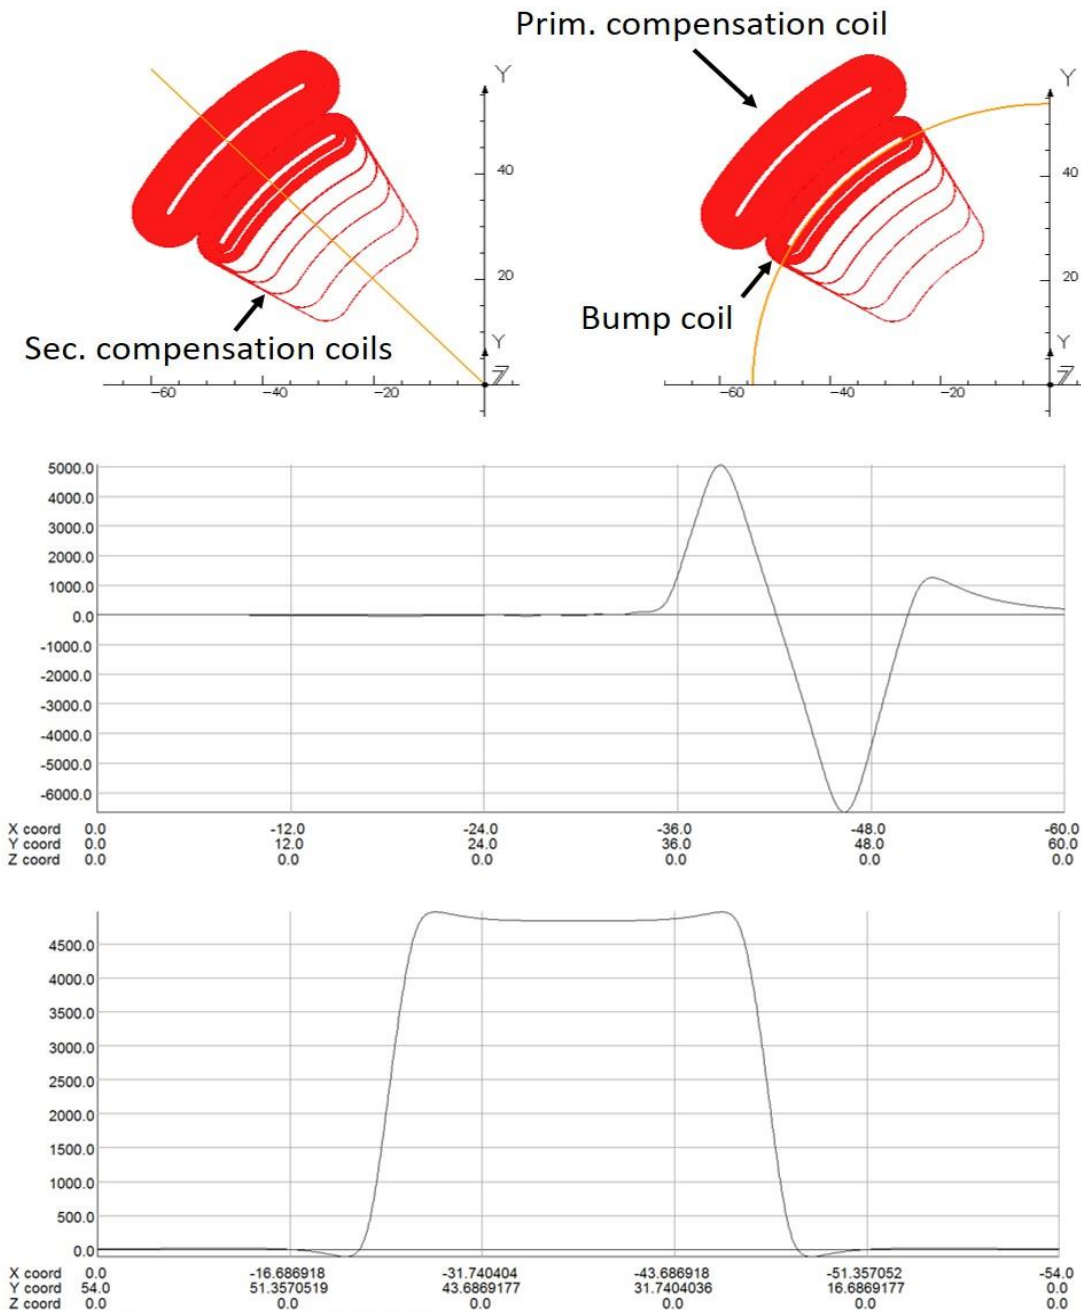 Prim. compensation coil
Y
Y
40
40
20
20
Bump coil
Sec. compensation coils
Y
Y
Z
Z
−60
−40
−20
−60
−40
−20
5000.0
4000.0
3000.0
2000.0
1000.0
0.0
-1000.0
-2000.0
-3000.0
-4000.0
-5000.0
-6000.0
X coord 0.0 -12.0 -24.0 -36.0 -48.0 -60.0
Y coord 0.0 12.0 24.0 36.0 48.0 60.0
Z coord 0.0 0.0 0.0 0.0 0.0 0.0
4500.0
4000.0
3500.0
3000.0
2500.0
2000.0
1500.0
1000.0
500.0
0.0
X coord 0.0 -16.686918 -31.740404 -43.686918 -51.357052 -54.0
Y coord 54.0 51.3570519 43.6869177 31.7404036 16.6869177 0.0
Z coord 0.0 0.0 0.0 0.0 0.0 0.0